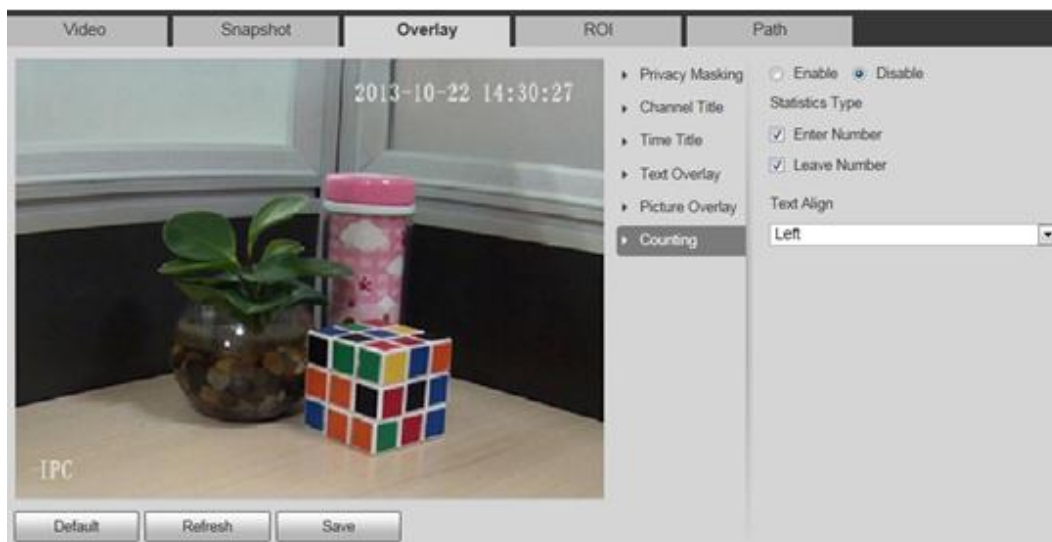 Video Snapshot Overlay ROI Path
2013-10-22 14:30:27
IPC
Privacy Masking
Channel Title
Time Title
Text Overlay
Picture Overlay
Counting
Enable Disable
Statistics Type
Enter Number
Leave Number
Text Align
Left
Default Refresh Save